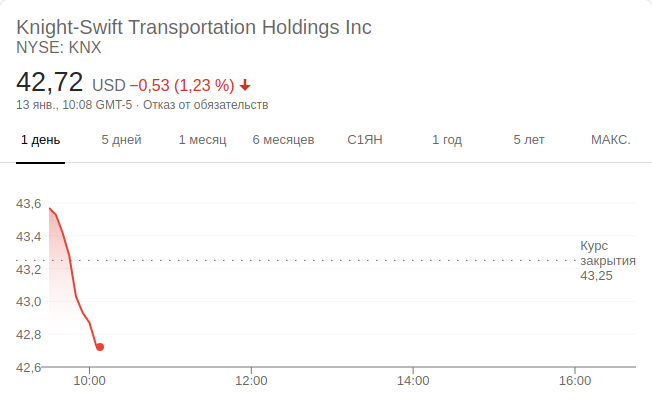 Knight-Swift Transportation Holdings Inc
NYSE: KNX
42,72 USD −0,53 (1,23 %)
13 янв., 10:08 GMT-5 · Отказ от обязательств
1 день 5 дней 1 месяц 6 месяцев С1ЯН 1 год 5 лет МАКС.
43,6
43,4
43,2
43,0
42,8
42,6
Курс
закрытия
43,25
10:00 12:00 14:00 16:00